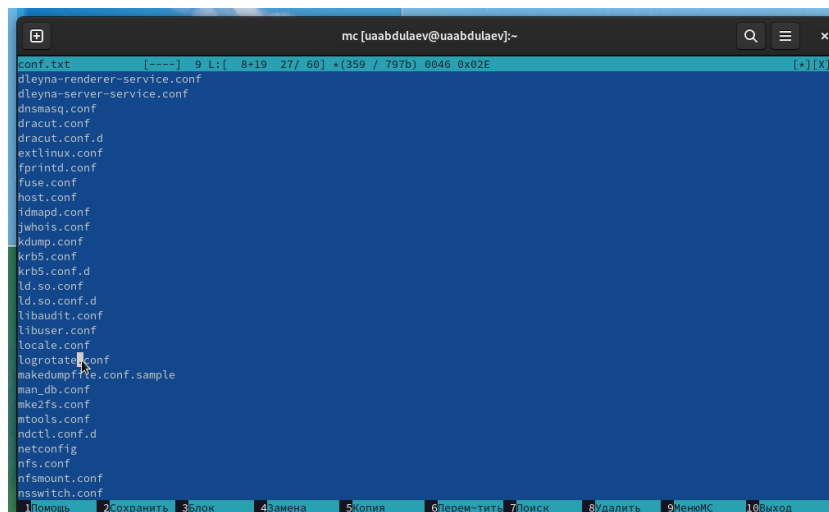 mc [uaabdulaev@uaabdulaev]:~
conf.txt [----] 9 L:[ 8+19 27/ 60] *(359 / 797b) 0046 0x02E [*][X]
dleyna-renderer-service.conf
dleyna-server-service.conf
dnsmasq.conf
dracut.conf
dracut.conf.d
extlinux.conf
fprintd.conf
fuse.conf
host.conf
idmapd.conf
jwhois.conf
kdump.conf
krb5.conf
krb5.conf.d
ld.so.conf
ld.so.conf.d
libaudit.conf
libuser.conf
locale.conf
logrotate.conf
makedumpfile.conf.sample
man_db.conf
mke2fs.conf
mtools.conf
ndctl.conf.d
netconfig
nfs.conf
nfsmount.conf
nsswitch.conf
1Помощь 2Сохранить 3Блок 4Замена 5Копия 6Перем~тить 7Поиск 8Удалить 9МенюMC 10Выход